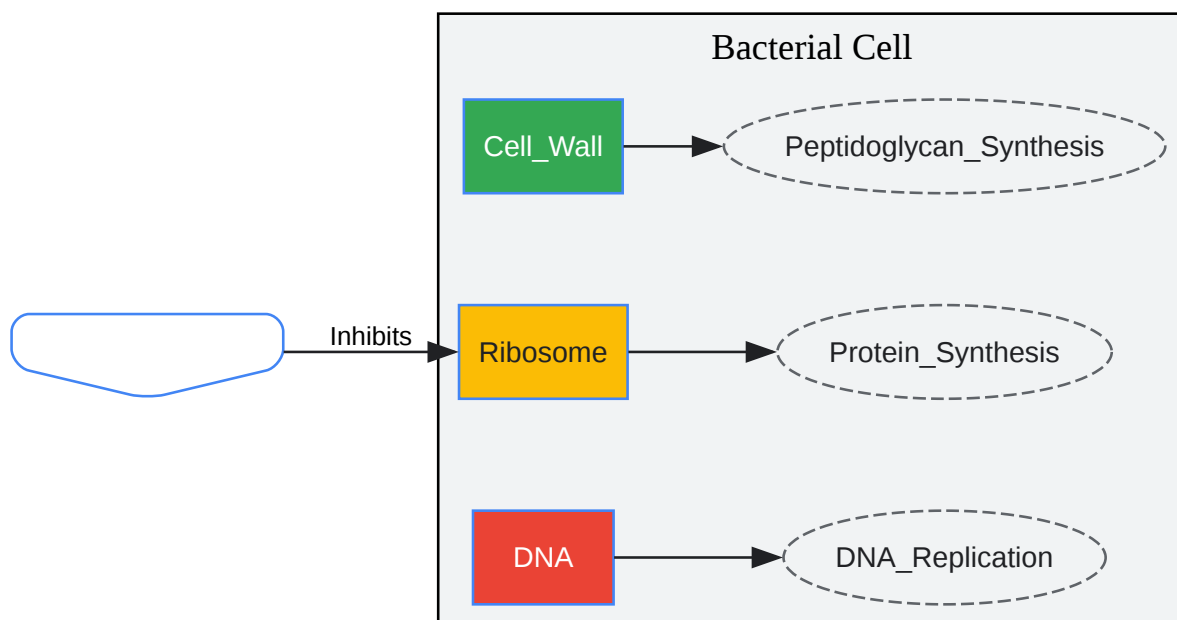 Bacterial Cell
Cell_Wall
Peptidoglycan_Synthesis
Inhibits
Ribosome
Protein_Synthesis
DNA
DNA_Replication